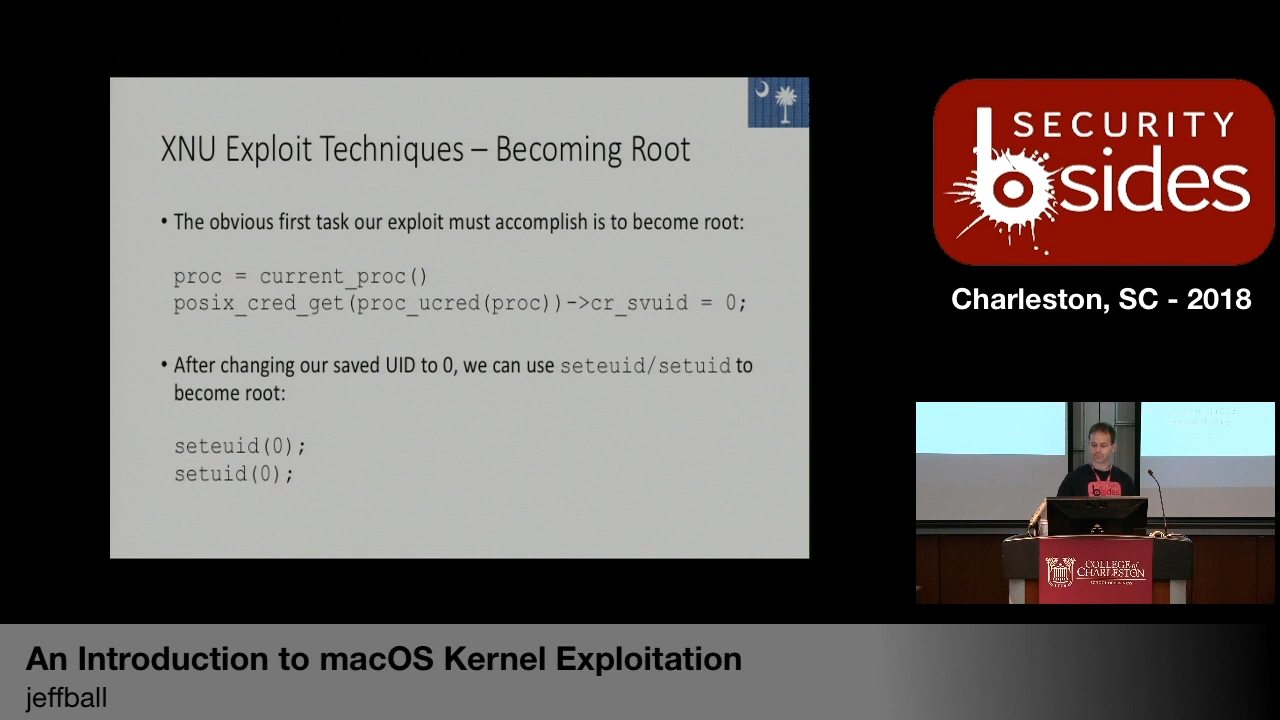 XNU Exploit Techniques – Becoming Root
• The obvious first task our exploit must accomplish is to become root:
proc = current_proc()
posix_cred_get(proc_ucred(proc))->cr_svuid = 0;
• After changing our saved UID to 0, we can use seteuid/setuid to
become root:
seteuid(0);
setuid(0);
SECURITY
bsides
Charleston, SC - 2018
SECURITY
bsides
COLLEGE of
CHARLESTON
An Introduction to macOS Kernel Exploitation
jeffball